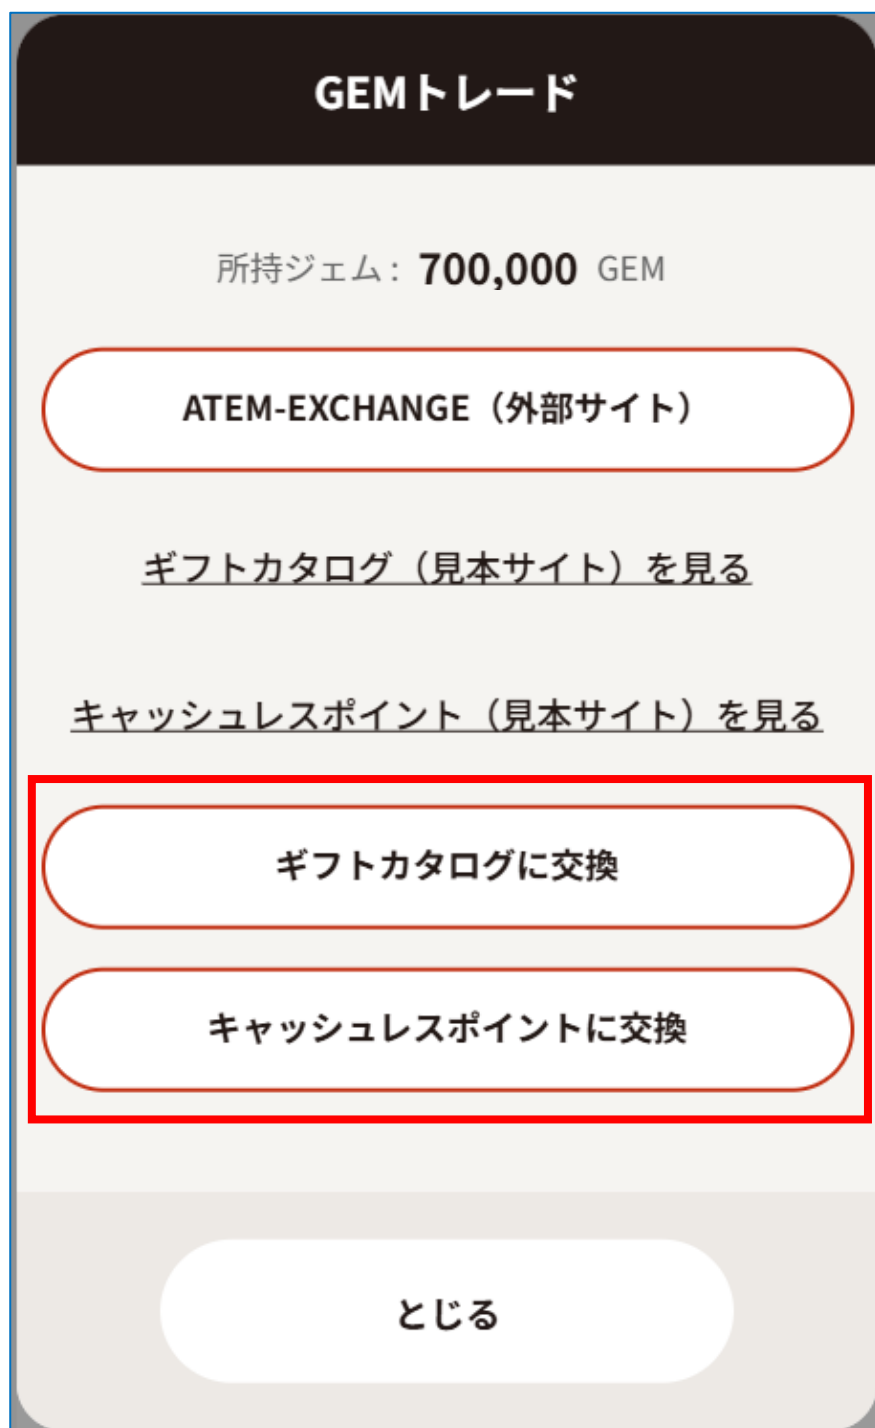 GEMトレード
所持ジェム : 700,000 GEM
ATEM-EXCHANGE（外部サイト）
ギフトカタログ（見本サイト）を見る
キャッシュレスポイント（見本サイト）を見る
ギフトカタログに交換
キャッシュレスポイントに交換
とじる